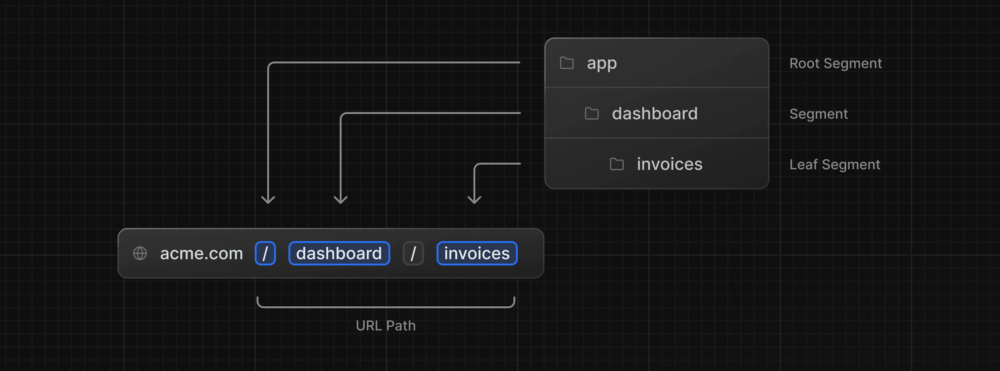 app Root Segment
dashboard Segment
invoices Leaf Segment
acme.com / dashboard / invoices
URL Path